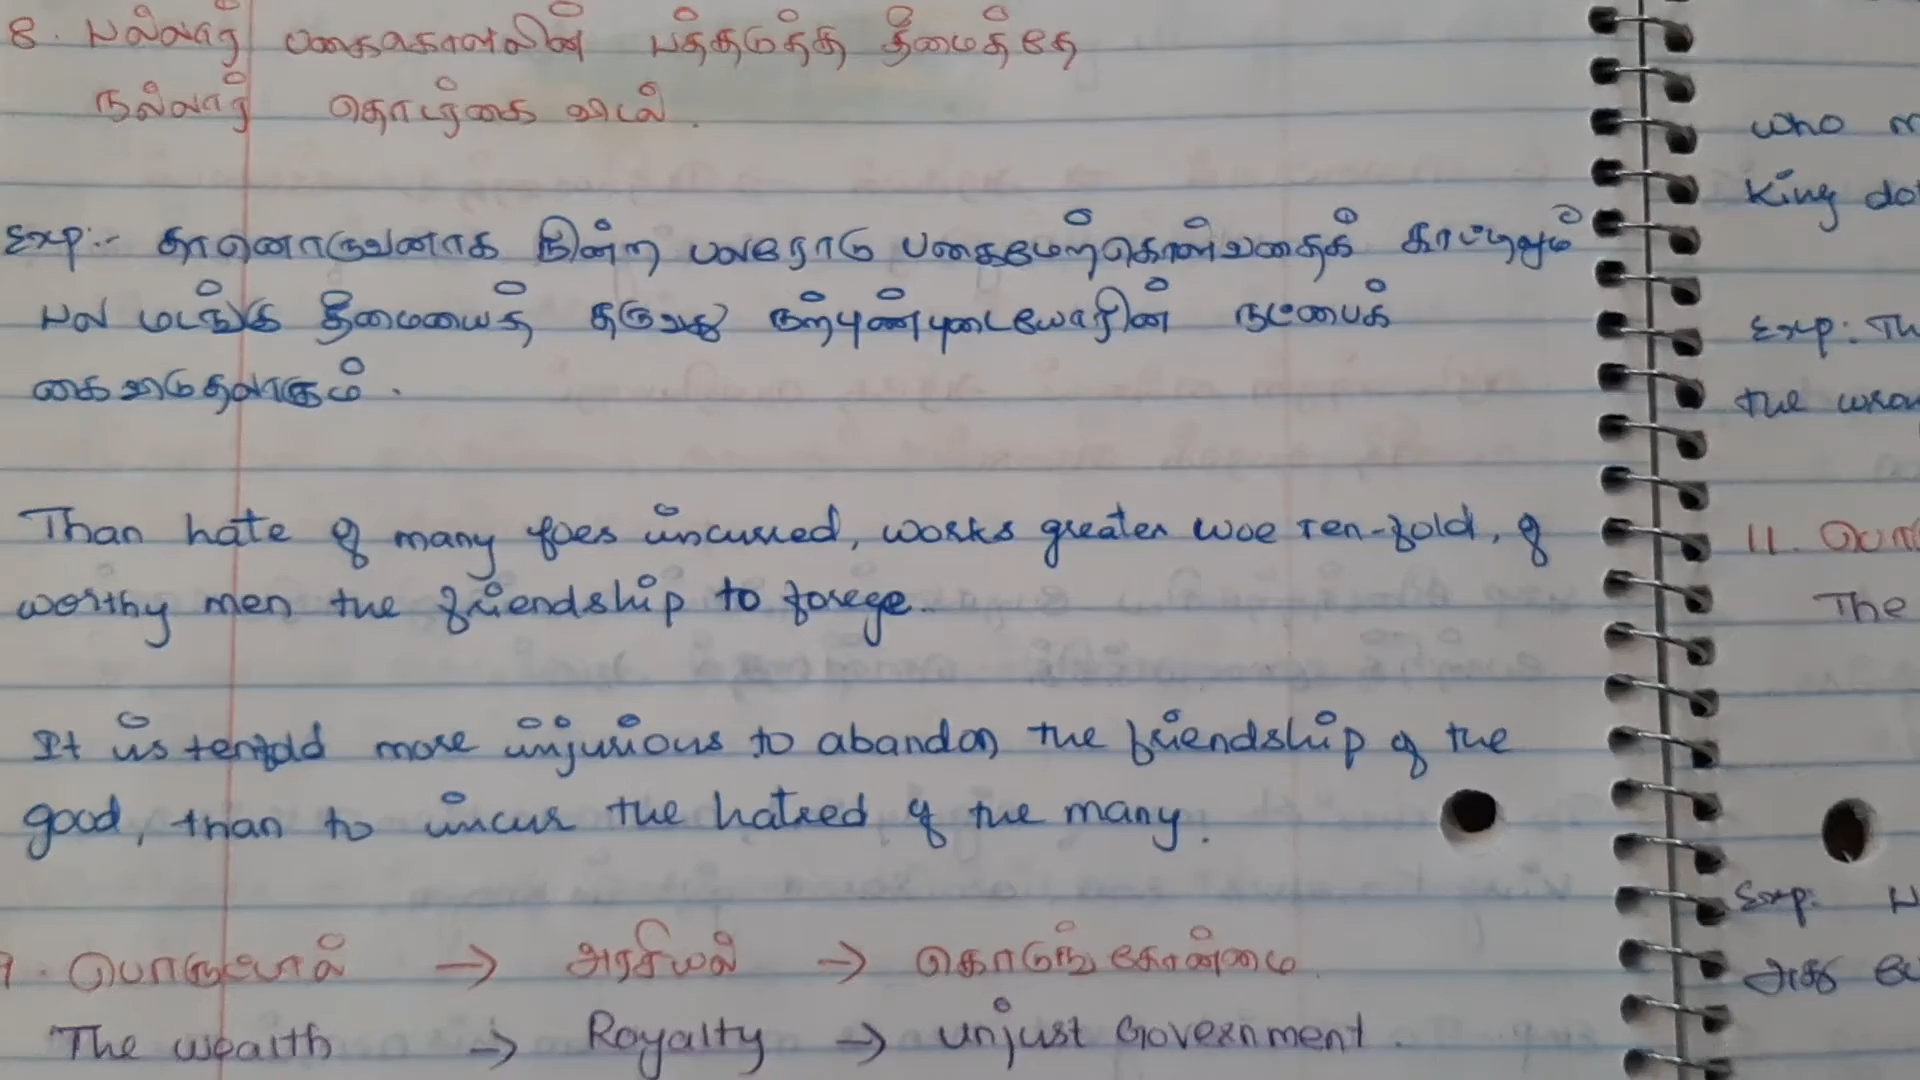 8. பல்லார் பகைகொளலின் பத்தடுத்த தீமைத்தே
நல்லார் தொடர்கை விடல்.
Exp:- தானொருவனாக நின்று பலரோடு பகைமேற்கொள்வதைக் காட்டிலும்
பல மடங்கு தீமையைத் தருவது நற்பண்புடையோரின் நட்பைக்
கைவிடுதலாகும்.
Than hate of many foes incurred, works greater woe Ten-fold, of
worthy men the friendship to forege.
It is tenfold more injurious to abandon the friendship of the
good, than to incur the hatred of the many.
9. பொருட்பால் → அரசியல் → கொடுங்கோன்மை.
The wealth → Royalty → unjust Government.
who
King
Exp: Th
the
11.
The
Exp:
அது